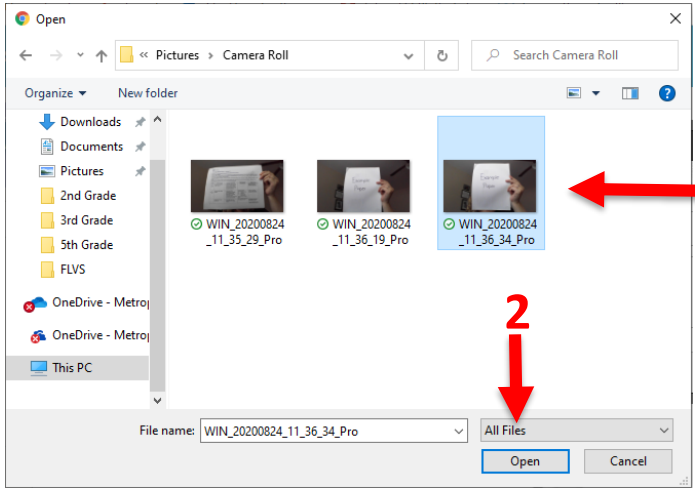 Open
« Pictures › Camera Roll
Search Camera Roll
Organize
New folder
Downloads
Documents
Pictures
2nd Grade
3rd Grade
5th Grade
FLVS
OneDrive - Metrop
OneDrive - Metrop
This PC
WIN_20200824
_11_35_29_Pro
WIN_20200824
_11_36_19_Pro
WIN_20200824
_11_36_34_Pro
2
File name: WIN_20200824_11_36_34_Pro
All Files
Open
Cancel